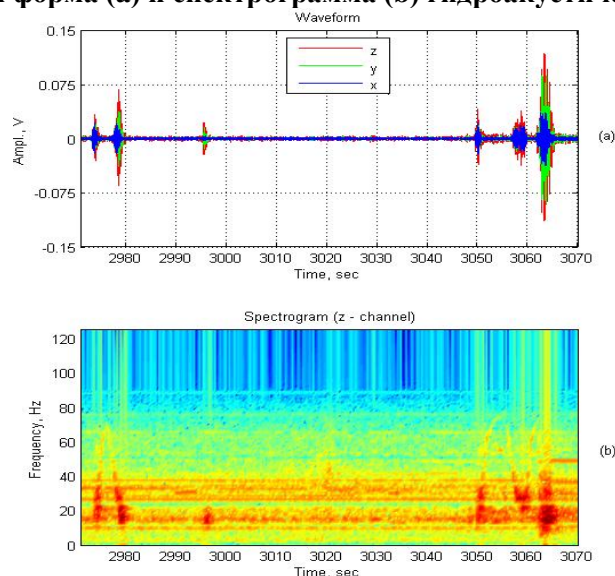 форма (a) и спектрограмма (b)
Waveform
0.15
0.075
0
-0.075
-0.15
Ampl., V
z
y
x
(a)
2980 2990 3000 3010 3020 3030 3040 3050 3060 3070
Time, sec
Spectrogram (z - channel)
120
100
80
60
40
20
0
Frequency, Hz
(b)
2980 2990 3000 3010 3020 3030 3040 3050 3060 3070
Time, sec